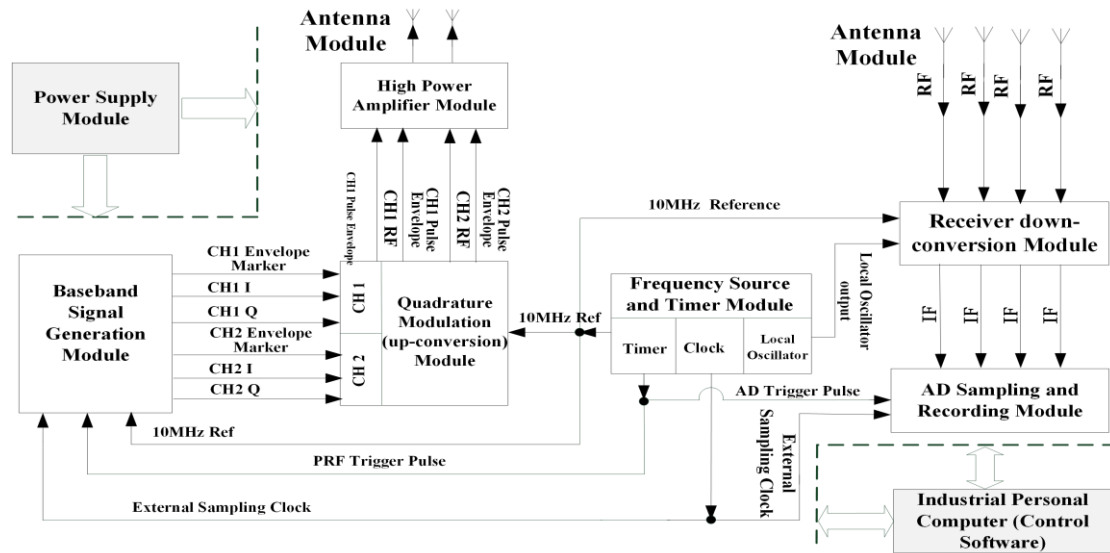 Antenna
Module
Power Supply
Module
High Power
Amplifier Module
CH1 Pulse Envelope
CH1 RF
CH1 Pulse
Envelope
CH2 RF
CH2 Pulse
Envelope
Antenna
Module
RF
RF
RF
RF
10MHz Reference
Receiver down-
conversion Module
Baseband
Signal
Generation
Module
CH1 Envelope
Marker
CH1 I
CH1 Q
CH2 Envelope
Marker
CH2 I
CH2 Q
CH 1
CH 2
Quadrature
Modulation
(up-conversion)
Module
10MHz Ref
Frequency Source
and Timer Module
Timer
Clock
Local
Oscillator
Local Oscillator
output
IF
IF
IF
IF
AD Trigger Pulse
AD Sampling and
Recording Module
10MHz Ref
PRF Trigger Pulse
External Sampling Clock
External
Sampling Clock
Industrial Personal
Computer (Control
Software)